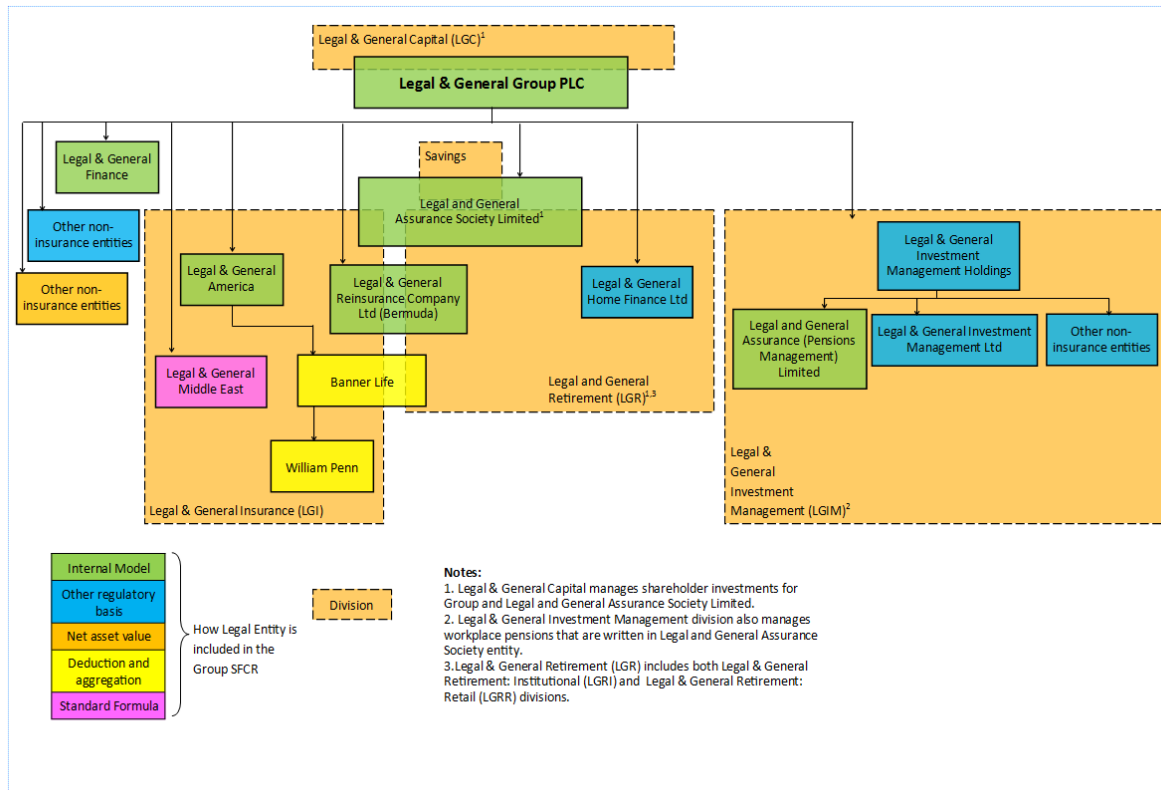 Legal & General Capital (LGC)1
Legal & General Group PLC
Legal & General
Finance
Savings
Legal and General
Assurance Society Limited1
Other non-
insurance entities
Other non-
insurance entities
Legal & General
America
Legal & General
Reinsurance Company
Ltd (Bermuda)
Legal & General
Home Finance Ltd
Legal & General
Investment
Management Holdings
Legal and General
Assurance (Pensions
Management)
Limited
Legal & General Investment
Management Ltd
Other non-
insurance entities
Legal & General
Middle East
Banner Life
Legal and General
Retirement (LGR)1,3
William Penn
Legal &
General
Investment
Management (LGIM)2
Legal & General Insurance (LGI)
Internal Model
Other regulatory
basis
Net asset value
Deduction and
aggregation
Standard Formula
How Legal Entity is
included in the
Group SFCR
Division
Notes:
1. Legal & General Capital manages shareholder investments for
Group and Legal and General Assurance Society Limited.
2. Legal & General Investment Management division also manages
workplace pensions that are written in Legal and General Assurance
Society entity.
3.Legal & General Retirement (LGR) includes both Legal & General
Retirement: Institutional (LGRI) and Legal & General Retirement:
Retail (LGRR) divisions.